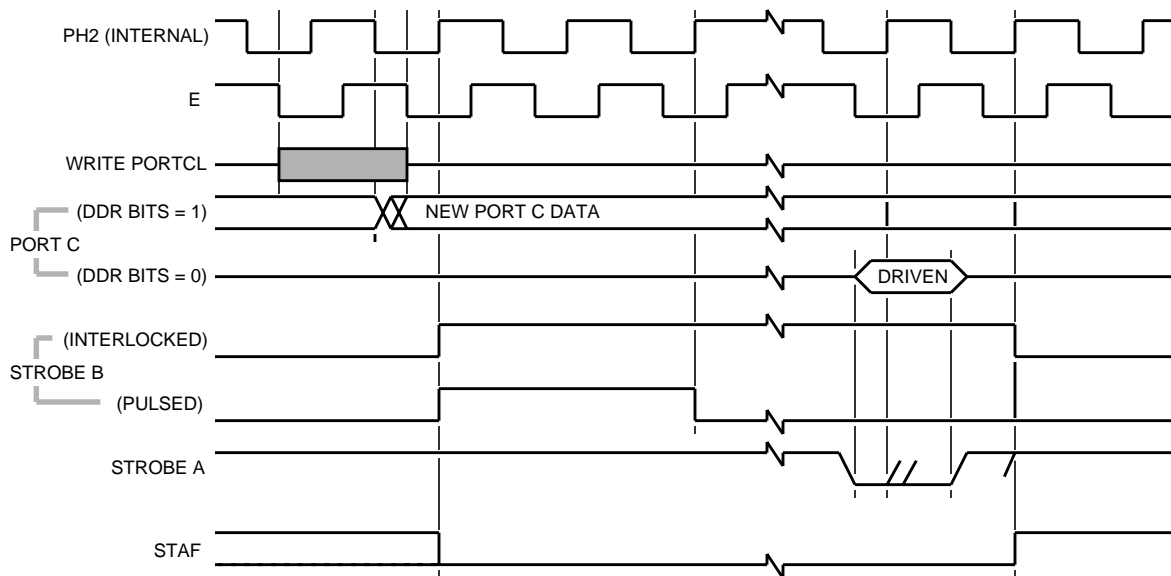 PH2 (INTERNAL)
E
WRITE PORTCL
(DDR BITS = 1)
NEW PORT C DATA
PORT C
(DDR BITS = 0)
DRIVEN
(INTERLOCKED)
STROBE B
(PULSED)
STROBE A
STAF